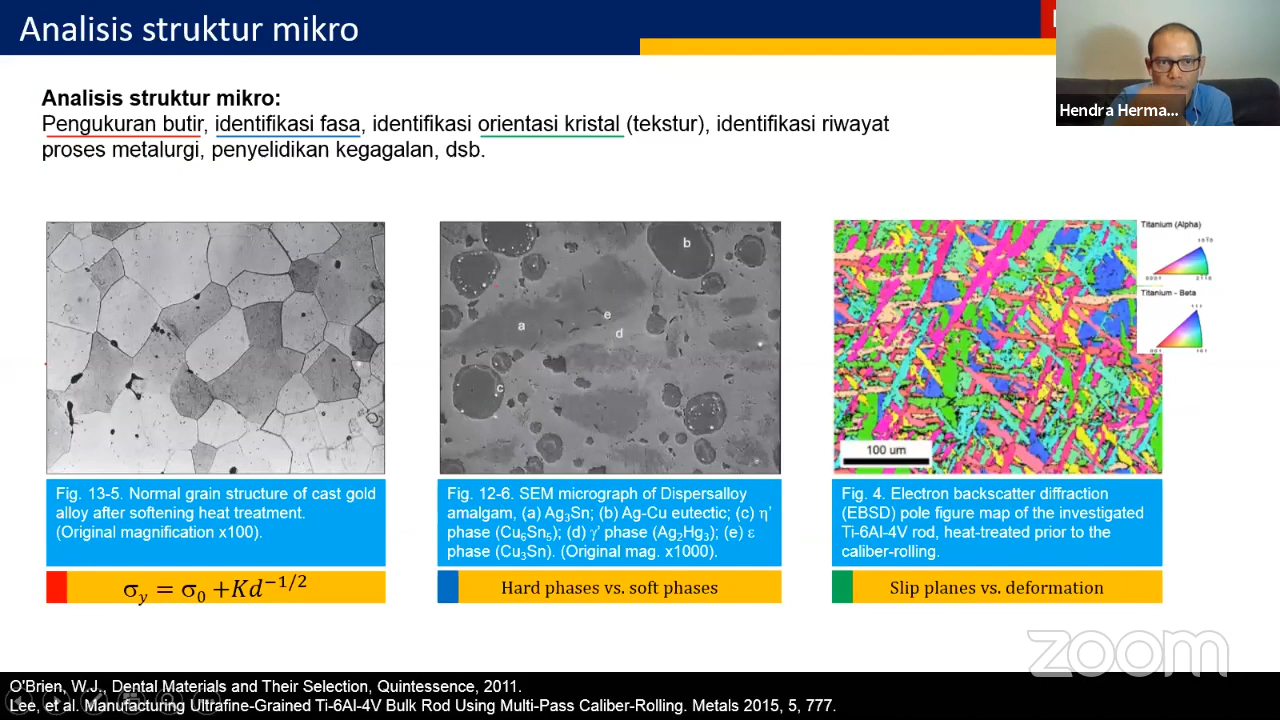 Analisis struktur mikro
Hendra Herma...
Analisis struktur mikro:
Pengukuran butir, identifikasi fasa, identifikasi orientasi kristal (tekstur), identifikasi riwayat
proses metalurgi, penyelidikan kegagalan, dsb.
a
b
c
d
e
100 um
Titanium (Alpha)
0001
Titanium - Beta
111
001
101
Fig. 13-5. Normal grain structure of cast gold
alloy after softening heat treatment.
(Original magnification x100).
Fig. 12-6. SEM micrograph of Dispersalloy
amalgam, (a) Ag₃Sn; (b) Ag-Cu eutectic; (c) η’
phase (Cu₆Sn₅); (d) γ’ phase (Ag₂Hg₃); (e) ε
phase (Cu₃Sn). (Original mag. x1000).
Fig. 4. Electron backscatter diffraction
(EBSD) pole figure map of the investigated
Ti-6Al-4V rod, heat-treated prior to the
caliber-rolling.
σy = σ₀ +Kd⁻¹/²
Hard phases vs. soft phases
Slip planes vs. deformation
zoom
O'Brien, W.J., Dental Materials and Their Selection, Quintessence, 2011.
Lee, et al. Manufacturing Ultrafine-Grained Ti-6Al-4V Bulk Rod Using Multi-Pass Caliber-Rolling. Metals 2015, 5, 777.